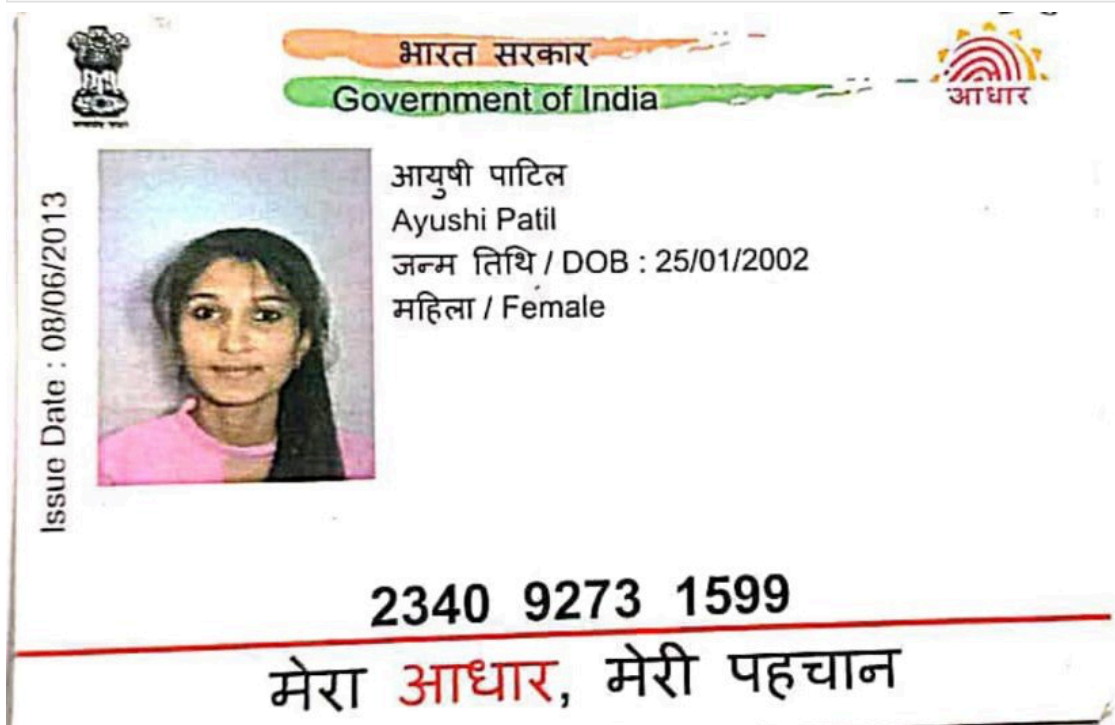 भारत सरकार
Government of India
आधार
Issue Date : 08/06/2013
आयुषी पाटिल
Ayushi Patil
जन्म तिथि / DOB : 25/01/2002
महिला / Female
2340 9273 1599
मेरा आधार, मेरी पहचान